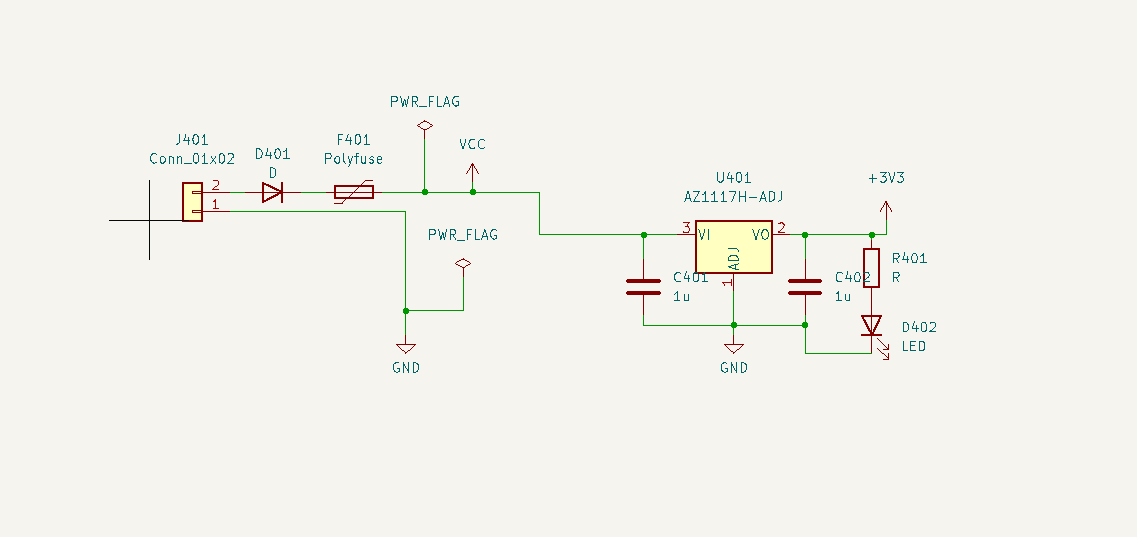 PWR_FLAG
J401
Conn_01x02
D401
D
F401
Polyfuse
VCC
2
1
PWR_FLAG
GND
U401
AZ1117H-ADJ
3
VI
VO
2
ADJ
1
+3V3
C401
1u
C402
1u
R401
R
D402
LED
GND